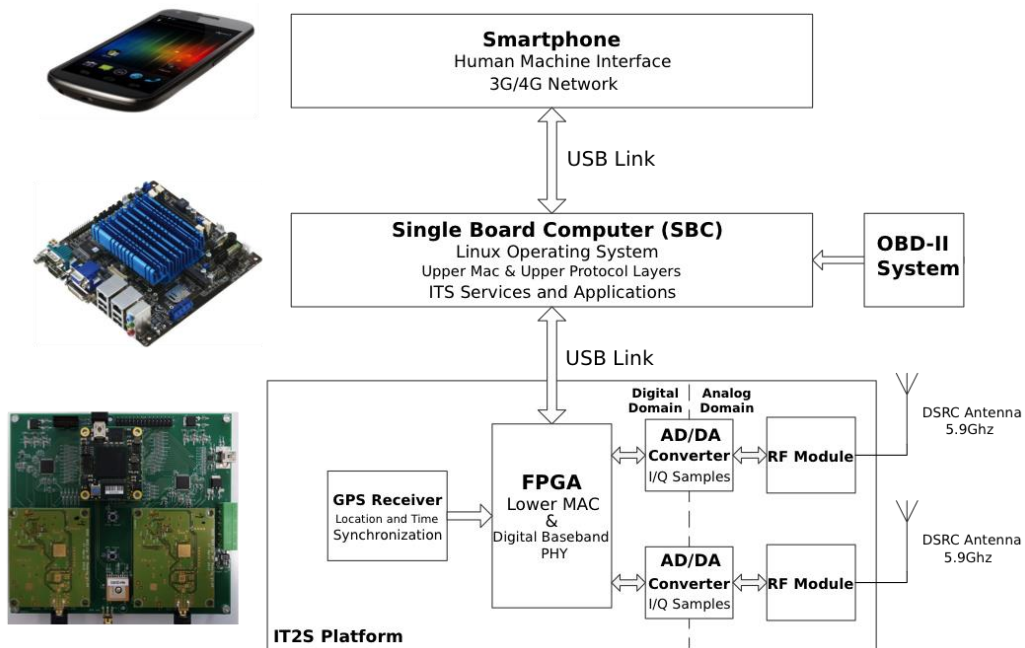 Smartphone
Human Machine Interface
3G/4G Network
USB Link
Single Board Computer (SBC)
Linux Operating System
Upper Mac & Upper Protocol Layers
ITS Services and Applications
OBD-II
System
USB Link
Digital
Domain
Analog
Domain
DSRC Antenna
5.9Ghz
AD/DA
Converter
I/Q Samples
RF Module
FPGA
Lower MAC
&
Digital Baseband
PHY
GPS Receiver
Location and Time
Synchronization
DSRC Antenna
5.9Ghz
AD/DA
Converter
I/Q Samples
RF Module
IT2S Platform